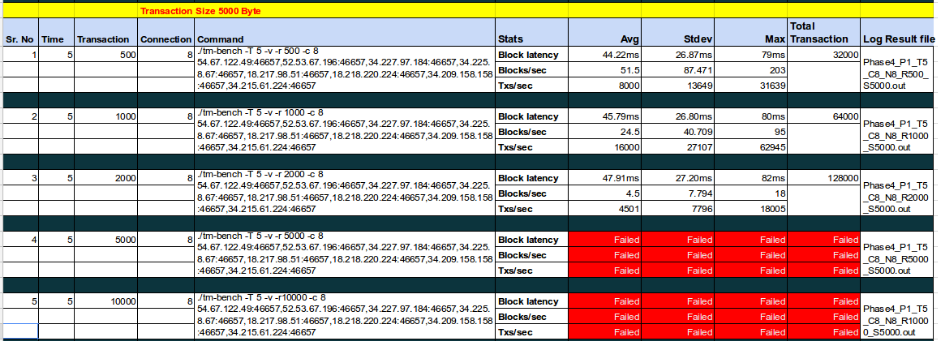 Transaction Size 5000 Byte
Sr. No Time Transaction Connection Command Stats Avg Stdev Max Total Transaction Log Result file
1 5 500 8 ./tm-bench -T 5 -v -r 500 -c 8
54.67.122.49:46657,52.53.67.196:46657,34.227.97.184:46657,34.225.
8.67:46657,18.217.98.51:46657,18.218.220.224:46657,34.209.158.158
:46657,34.215.61.224:46657
Block latency 44.22ms 26.87ms 79ms 32000
Blocks/sec 51.5 87.471 203
Txs/sec 8000 13649 31639
Phase4_P1_T5
_C8_N8_R500_
S5000.out
2 5 1000 8 ./tm-bench -T 5 -v -r 1000 -c 8
54.67.122.49:46657,52.53.67.196:46657,34.227.97.184:46657,34.225.
8.67:46657,18.217.98.51:46657,18.218.220.224:46657,34.209.158.158
:46657,34.215.61.224:46657
Block latency 45.79ms 26.80ms 80ms 64000
Blocks/sec 24.5 40.709 95
Txs/sec 16000 27107 62945
Phase4_P1_T5
_C8_N8_R1000
_S5000.out
3 5 2000 8 ./tm-bench -T 5 -v -r 2000 -c 8
54.67.122.49:46657,52.53.67.196:46657,34.227.97.184:46657,34.225.
8.67:46657,18.217.98.51:46657,18.218.220.224:46657,34.209.158.158
:46657,34.215.61.224:46657
Block latency 47.91ms 27.20ms 82ms 128000
Blocks/sec 4.5 7.794 18
Txs/sec 4501 7796 18005
Phase4_P1_T5
_C8_N8_R2000
_S5000.out
4 5 5000 8 ./tm-bench -T 5 -v -r 5000 -c 8
54.67.122.49:46657,52.53.67.196:46657,34.227.97.184:46657,34.225.
8.67:46657,18.217.98.51:46657,18.218.220.224:46657,34.209.158.158
:46657,34.215.61.224:46657
Block latency Failed Failed Failed Failed
Blocks/sec Failed Failed Failed Failed
Txs/sec Failed Failed Failed Failed
Phase4_P1_T5
_C8_N8_R5000
_S5000.out
5 5 10000 8 ./tm-bench -T 5 -v -r10000 -c 8
54.67.122.49:46657,52.53.67.196:46657,34.227.97.184:46657,34.225.
8.67:46657,18.217.98.51:46657,18.218.220.224:46657,34.209.158.158
:46657,34.215.61.224:46657
Block latency Failed Failed Failed Failed
Blocks/sec Failed Failed Failed Failed
Txs/sec Failed Failed Failed Failed
Phase4_P1_T5
_C8_N8_R1000
0_S5000.out